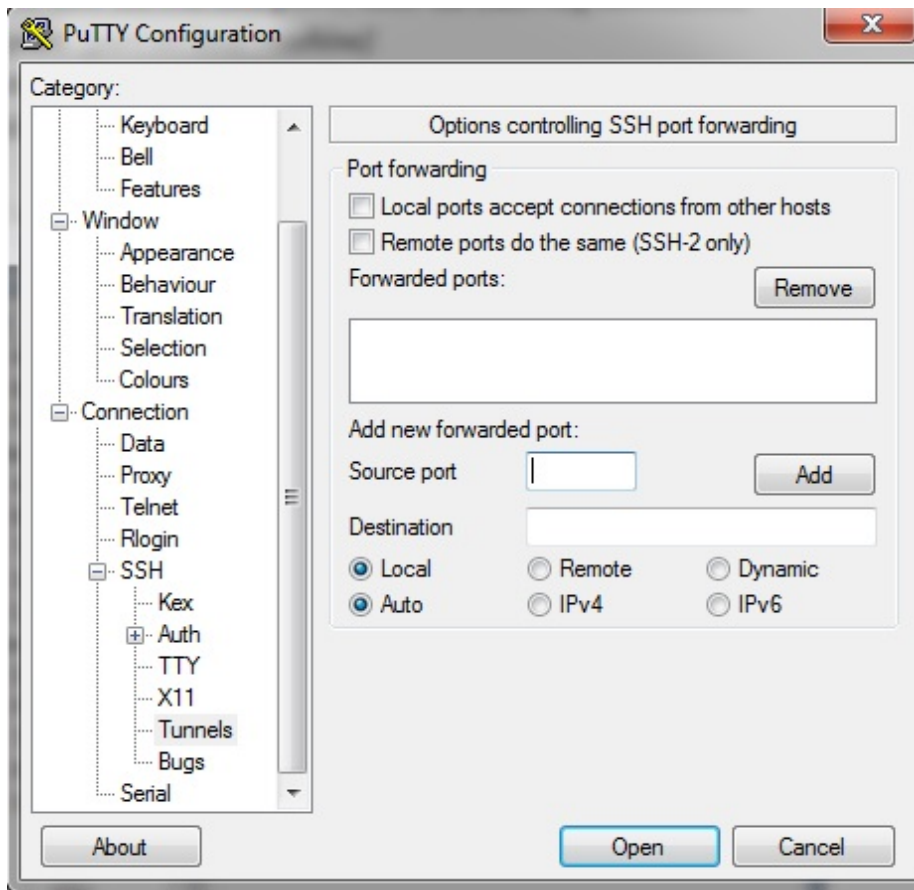 PuTTY Configuration
Category:
Keyboard
Bell
Features
Window
Appearance
Behaviour
Translation
Selection
Colours
Connection
Data
Proxy
Telnet
Rlogin
SSH
Kex
Auth
TTY
X11
Tunnels
Bugs
Serial
Options controlling SSH port forwarding
Port forwarding
Local ports accept connections from other hosts
Remote ports do the same (SSH-2 only)
Forwarded ports:
Remove
Add new forwarded port:
Source port
Add
Destination
Local Remote Dynamic
Auto IPv4 IPv6
About
Open
Cancel